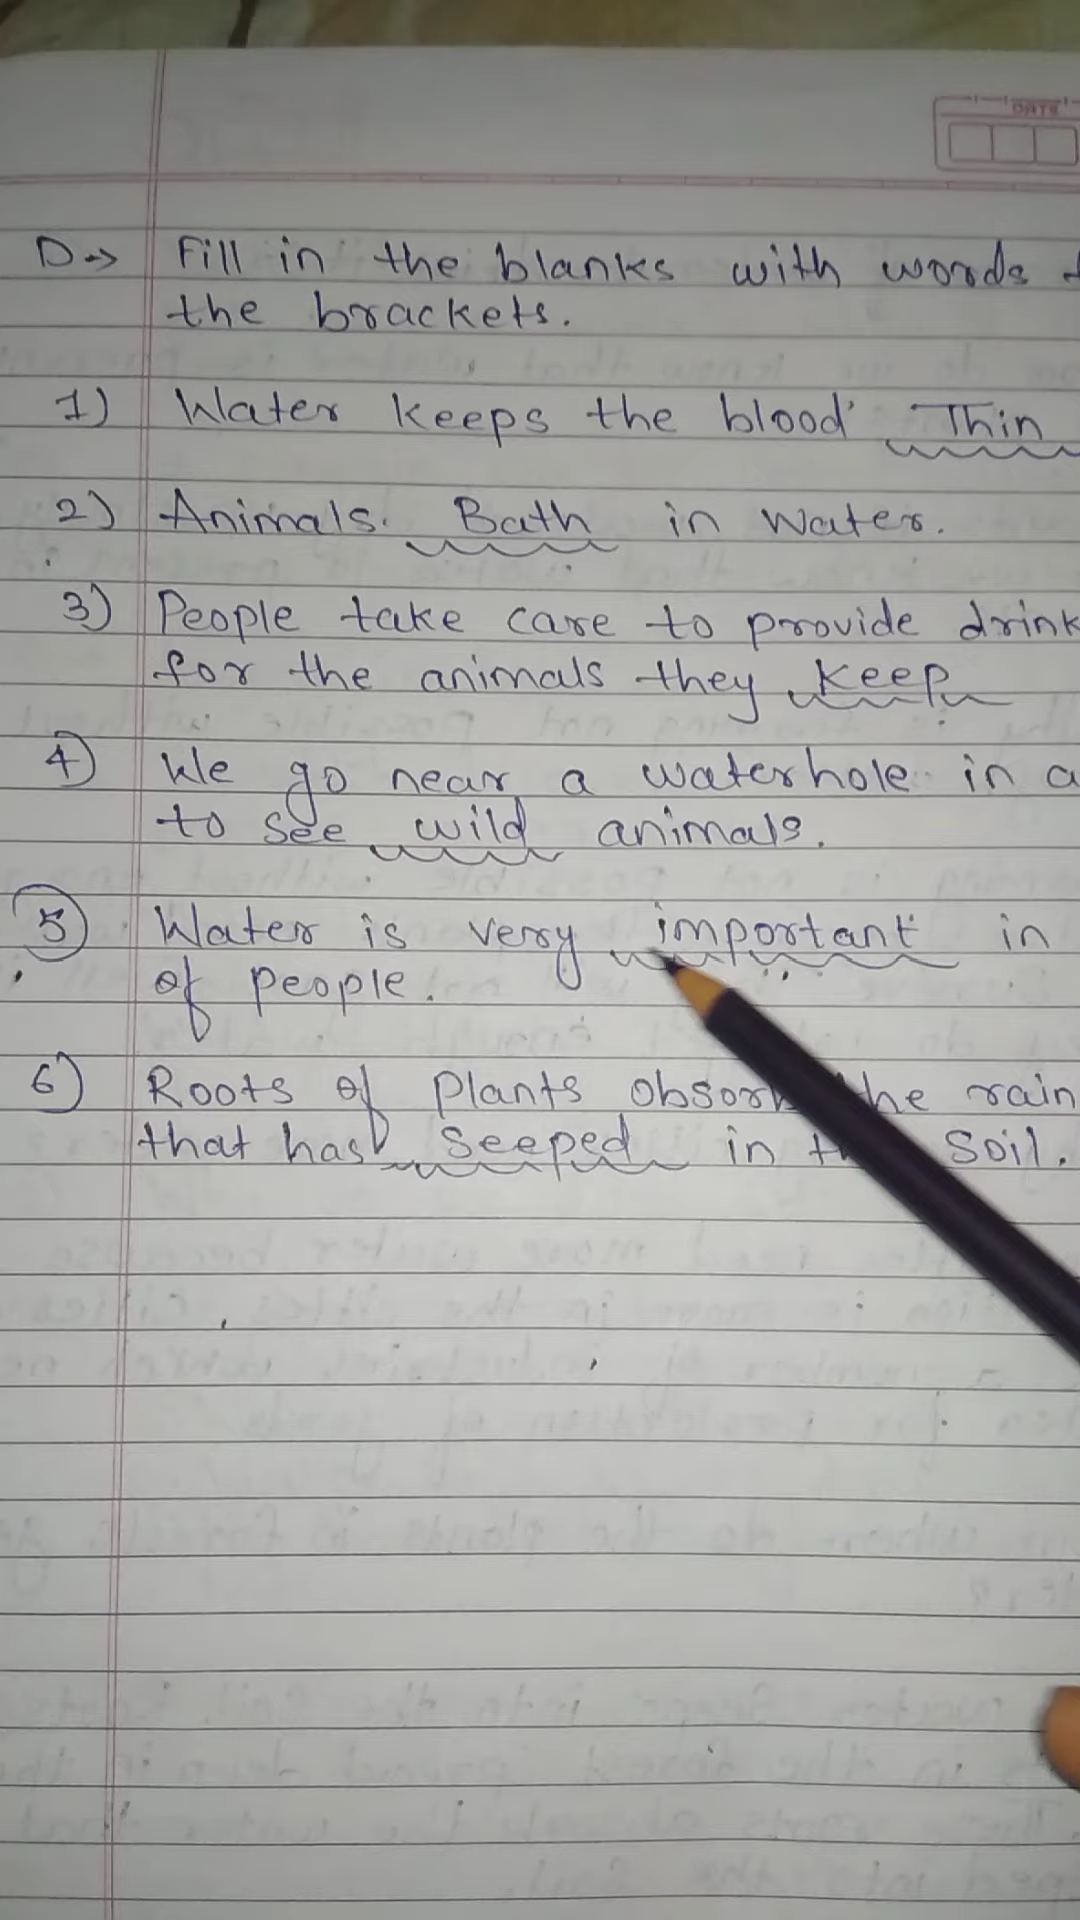 DATE
D→ Fill in the blanks with words
the brackets.
1) Water keeps the blood Thin
2) Animals Bath in water.
3) People take care to provide drink
for the animals they keep
4) We go near a waterhole in a
to see wild animals.
5) Water is very important in
of people.
6) Roots of plants obsorb the rain
that has seeped in the soil.